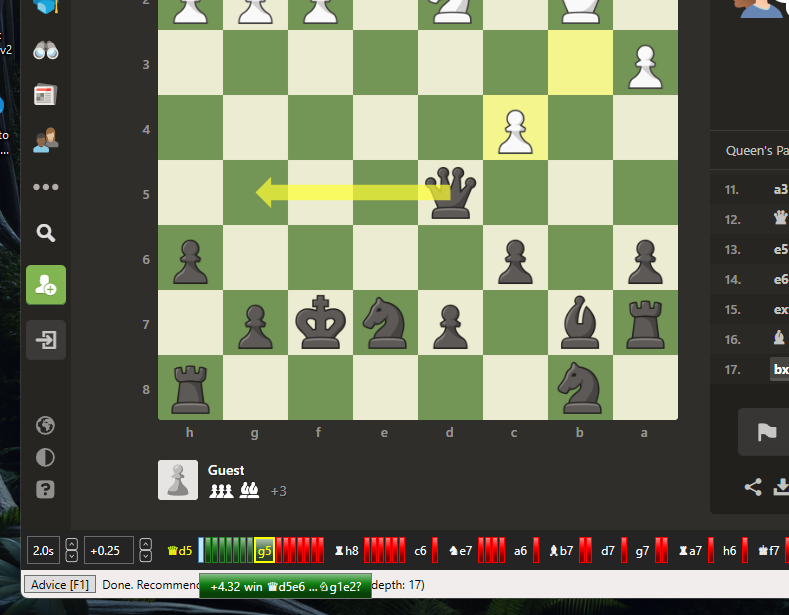 v2
to
...
2
3
4
5
6
7
8
h g f e d c b a
Guest
+3
Queen's Pa
11. a3
12.
13. e5
14. e6
15. ex
16.
17. bx
2.0s +0.25 d5 g5 h8 c6 e7 a6 b7 d7 g7 a7 h6 f7
Advice [F1] Done. Recommen +4.32 win d5e6 ...g1e2? depth: 17)